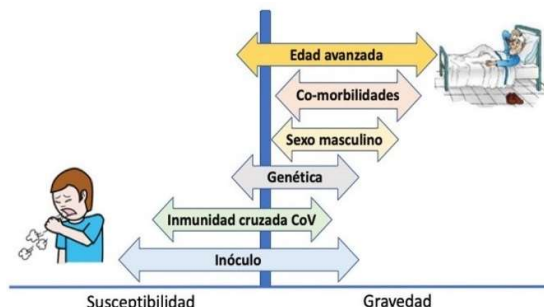 Edad avanzada
Co-morbilidades
Sexo masculino
Genética
Inmunidad cruzada CoV
Inóculo
Susceptibilidad
Gravedad